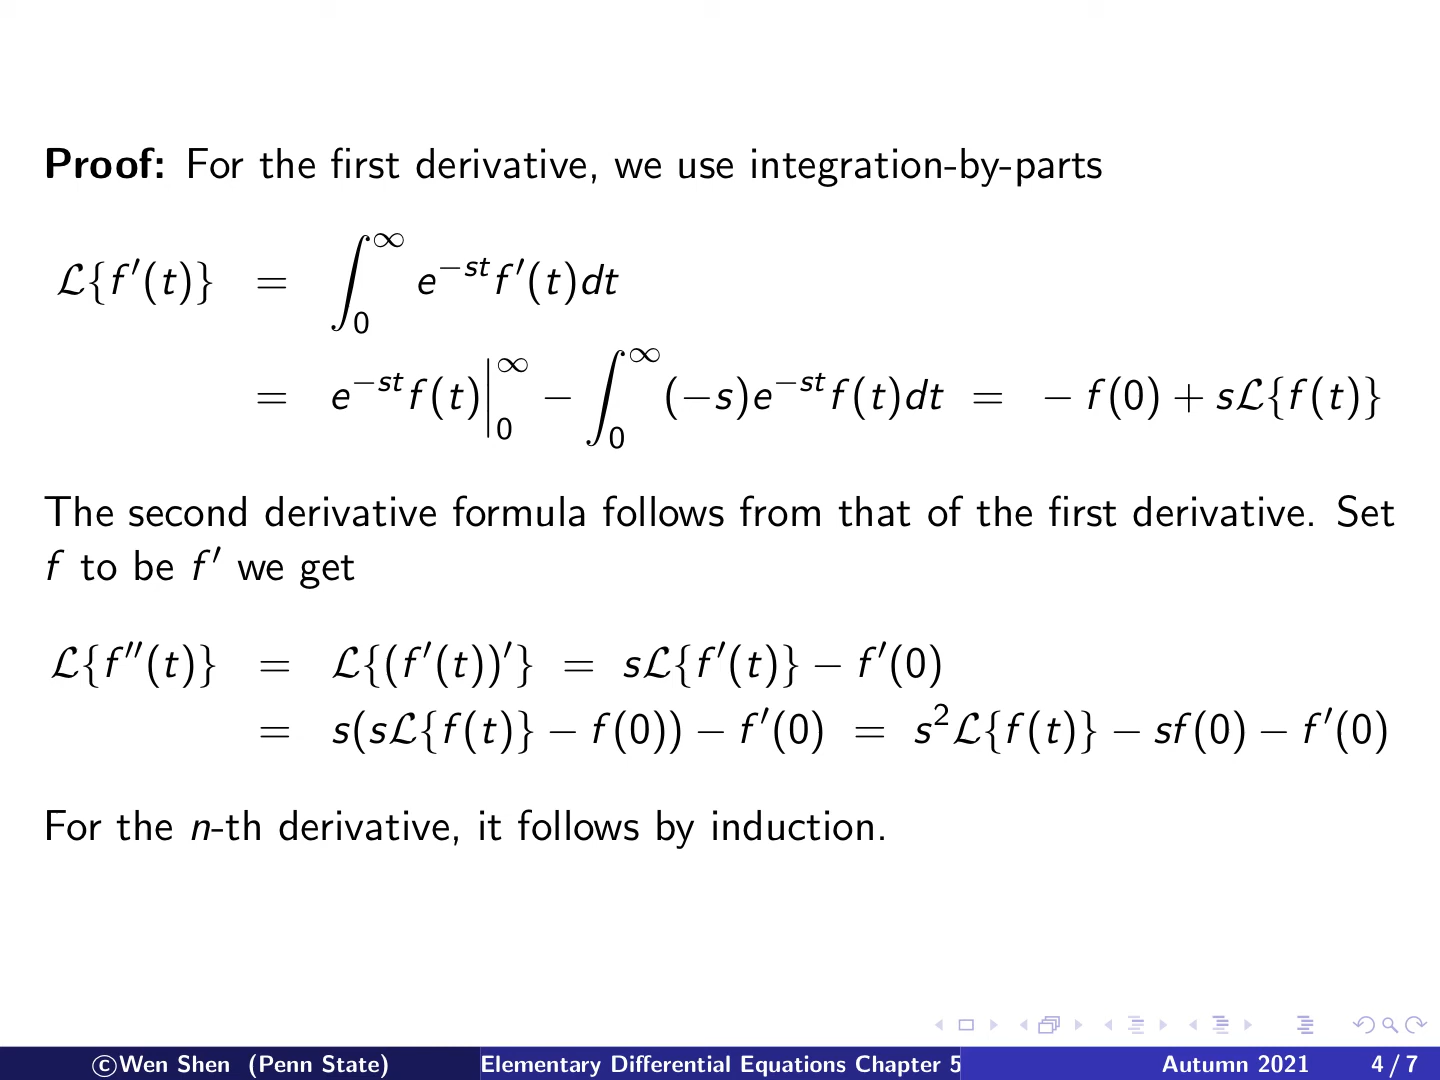 Proof: For the first derivative, we use integration-by-parts
ℒ{f′(t)} = ∫₀^∞ e^{−st} f′(t)dt
= e^{−st} f(t)|₀^∞ − ∫₀^∞ (−s)e^{−st} f(t)dt = − f(0) + sℒ{f(t)}
The second derivative formula follows from that of the first derivative. Set
f to be f′ we get
ℒ{f″(t)} = ℒ{(f′(t))′} = sℒ{f′(t)} − f′(0)
= s(sℒ{f(t)} − f(0)) − f′(0) = s²ℒ{f(t)} − sf(0) − f′(0)
For the n-th derivative, it follows by induction.
©Wen Shen (Penn State) Elementary Differential Equations Chapter 5 Autumn 2021 4 / 7